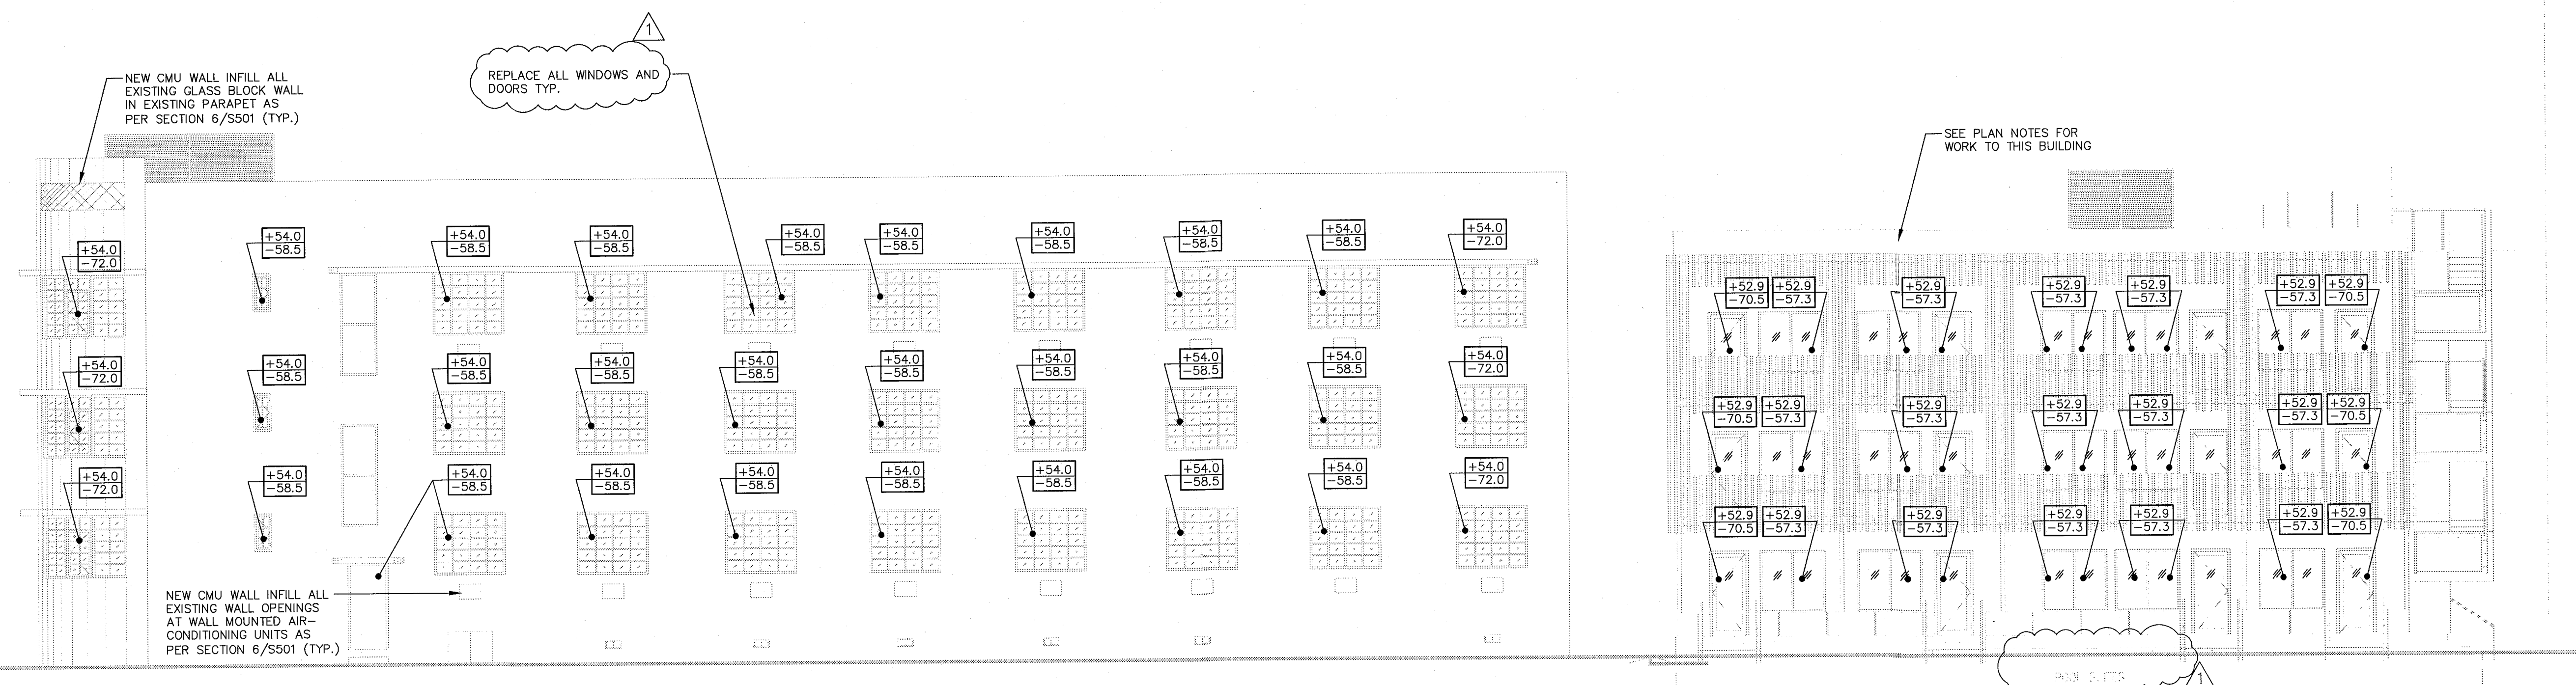 1
NEW CMU WALL INFILL ALL
EXISTING GLASS BLOCK WALL
IN EXISTING PARAPET AS
PER SECTION 6/S501 (TYP.)
REPLACE ALL WINDOWS AND
DOORS TYP.
SEE PLAN NOTES FOR
WORK TO THIS BUILDING
+54.0 +54.0 +54.0 +54.0 +54.0 +54.0 +54.0 +54.0 +54.0 +54.0
-72.0 -58.5 -58.5 -58.5 -58.5 -58.5 -58.5 -58.5 -58.5 -72.0
+52.9 +52.9 +52.9 +52.9 +52.9 +52.9 +52.9
-70.5 -57.3 -57.3 -57.3 -57.3 -57.3 -70.5
+54.0 +54.0 +54.0 +54.0 +54.0 +54.0 +54.0 +54.0 +54.0 +54.0
-72.0 -58.5 -58.5 -58.5 -58.5 -58.5 -58.5 -58.5 -58.5 -72.0
+52.9 +52.9 +52.9 +52.9 +52.9 +52.9 +52.9
-70.5 -57.3 -57.3 -57.3 -57.3 -57.3 -70.5
+54.0 +54.0 +54.0 +54.0 +54.0 +54.0 +54.0 +54.0 +54.0 +54.0
-72.0 -58.5 -58.5 -58.5 -58.5 -58.5 -58.5 -58.5 -58.5 -72.0
+52.9 +52.9 +52.9 +52.9 +52.9 +52.9 +52.9
-70.5 -57.3 -57.3 -57.3 -57.3 -57.3 -70.5
NEW CMU WALL INFILL ALL
EXISTING WALL OPENINGS
AT WALL MOUNTED AIR-
CONDITIONING UNITS AS
PER SECTION 6/S501 (TYP.)
1